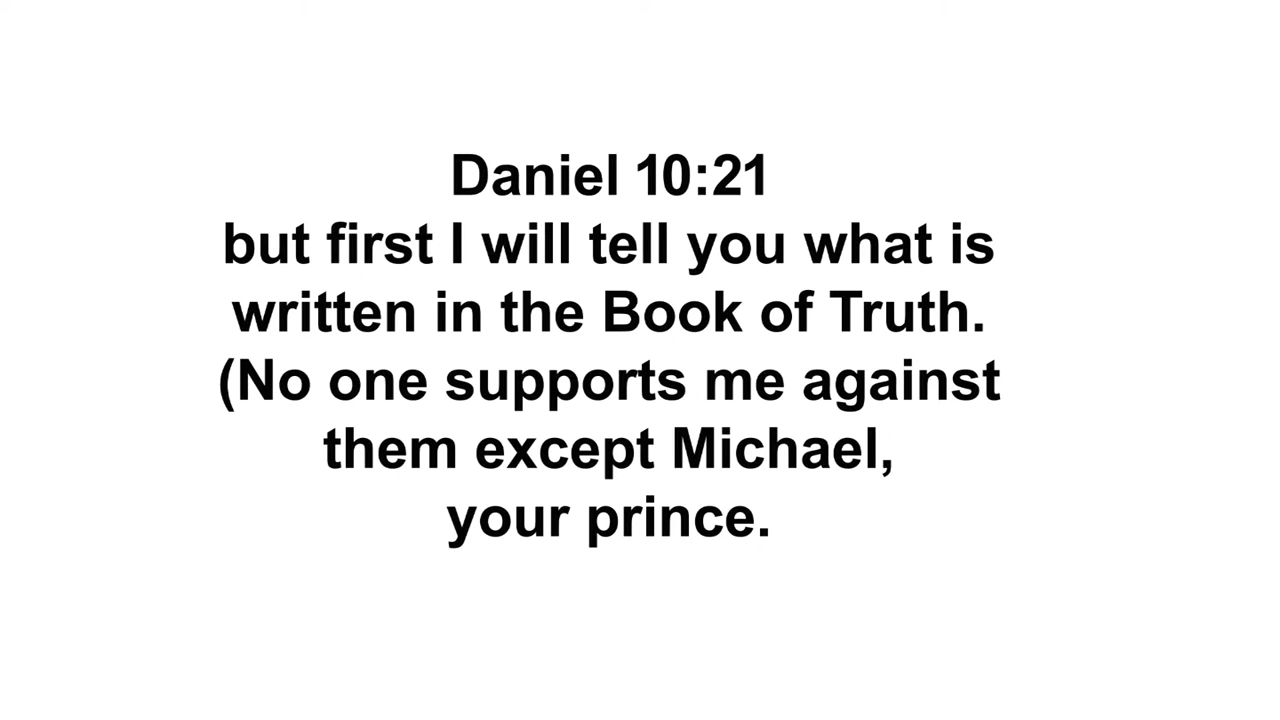 Daniel 10:21
but first I will tell you what is
written in the Book of Truth.
(No one supports me against
them except Michael,
your prince.